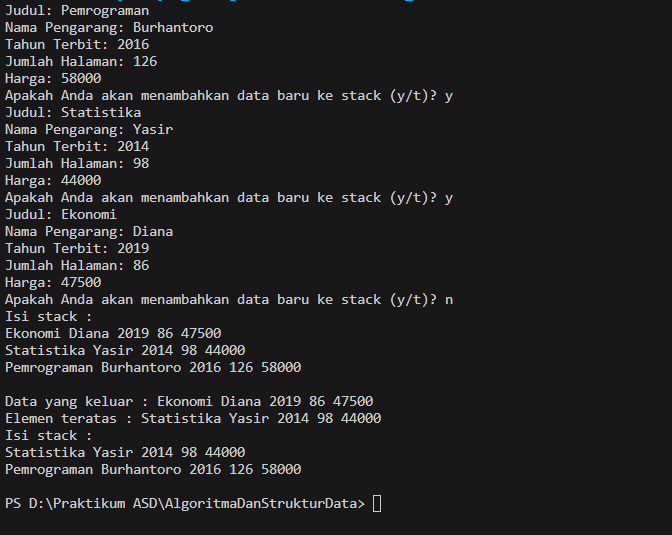 Judul: Pemrograman
Nama Pengarang: Burhantoro
Tahun Terbit: 2016
Jumlah Halaman: 126
Harga: 58000
Apakah Anda akan menambahkan data baru ke stack (y/t)? y
Judul: Statistika
Nama Pengarang: Yasir
Tahun Terbit: 2014
Jumlah Halaman: 98
Harga: 44000
Apakah Anda akan menambahkan data baru ke stack (y/t)? y
Judul: Ekonomi
Nama Pengarang: Diana
Tahun Terbit: 2019
Jumlah Halaman: 86
Harga: 47500
Apakah Anda akan menambahkan data baru ke stack (y/t)? n
Isi stack :
Ekonomi Diana 2019 86 47500
Statistika Yasir 2014 98 44000
Pemrograman Burhantoro 2016 126 58000
Data yang keluar : Ekonomi Diana 2019 86 47500
Elemen teratas : Statistika Yasir 2014 98 44000
Isi stack :
Statistika Yasir 2014 98 44000
Pemrograman Burhantoro 2016 126 58000
PS D:\Praktikum ASD\AlgoritmaDanStrukturData>